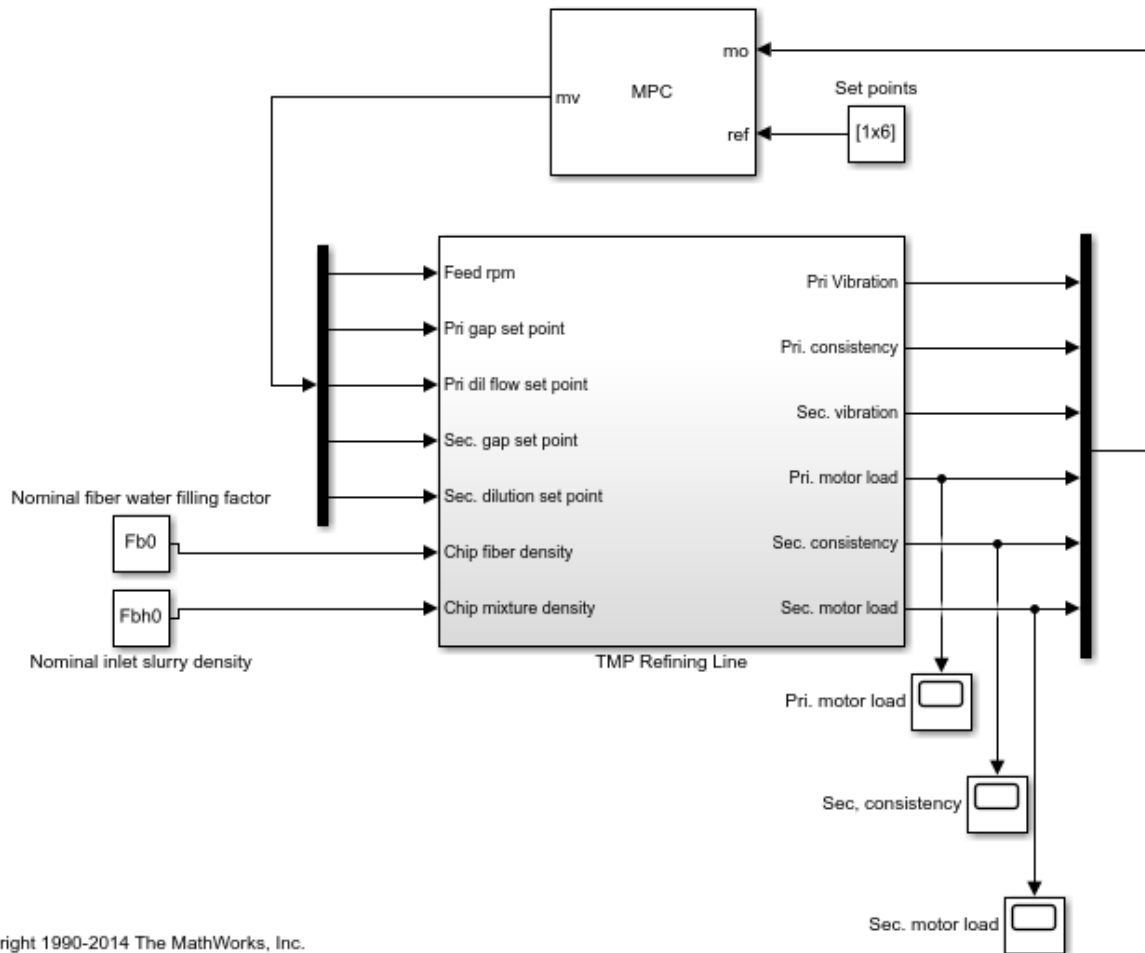 mo
MPC
mv
ref
Set points
[1x6]
Feed rpm
Pri gap set point
Pri dil flow set point
Sec. gap set point
Sec. dilution set point
Chip fiber density
Chip mixture density
Pri Vibration
Pri. consistency
Sec. vibration
Pri. motor load
Sec. consistency
Sec. motor load
TMP Refining Line
Nominal fiber water filling factor
Fb0
Fbh0
Nominal inlet slurry density
Pri. motor load
Sec, consistency
Sec. motor load
right 1990-2014 The MathWorks, Inc.